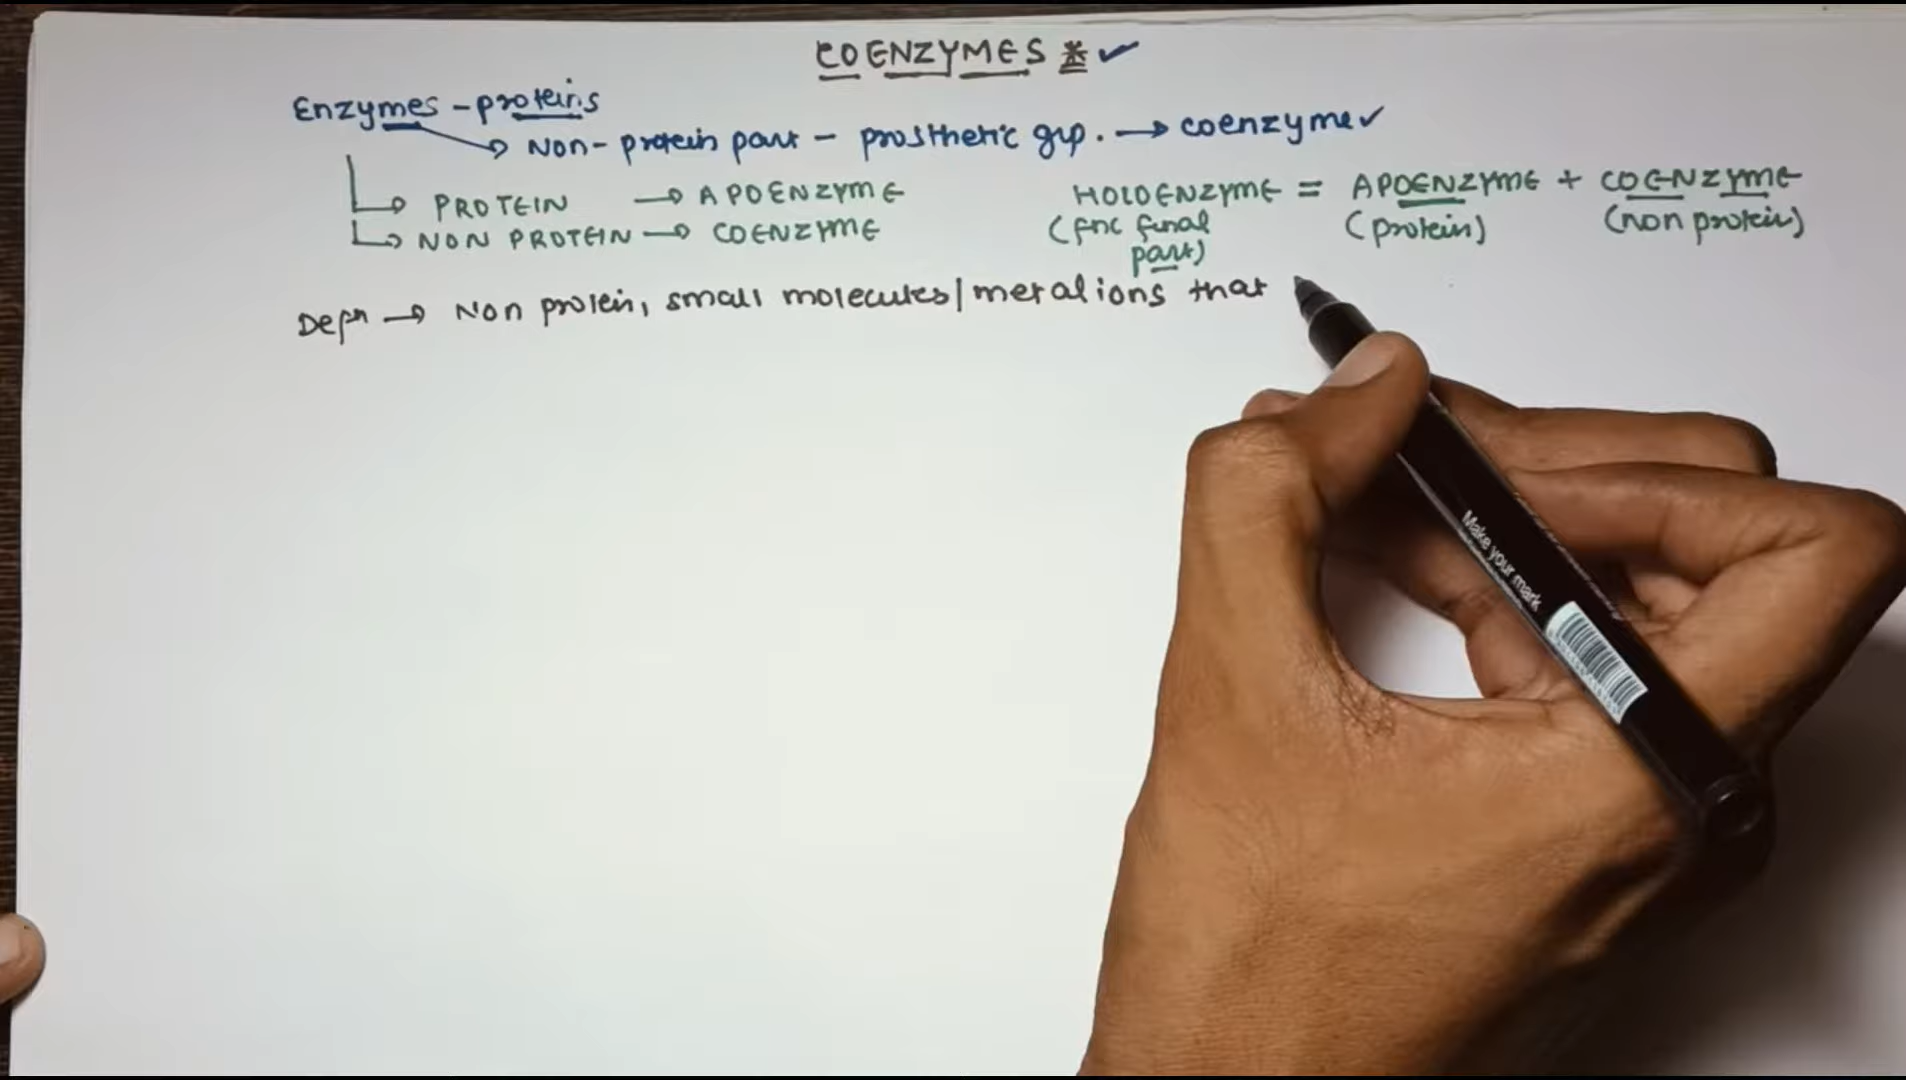 COENZYMES * ✓
Enzymes - proteins
→ Non-protein part - prosthetic grp. → coenzyme ✓
→ PROTEIN → APOENZYME
→ NON PROTEIN → COENZYME
HOLOENZYME = APOENZYME + COENZYME
(fnc final part) (protein) (non protein)
Defn → Non protein, small molecules/metal ions that
Make your mark